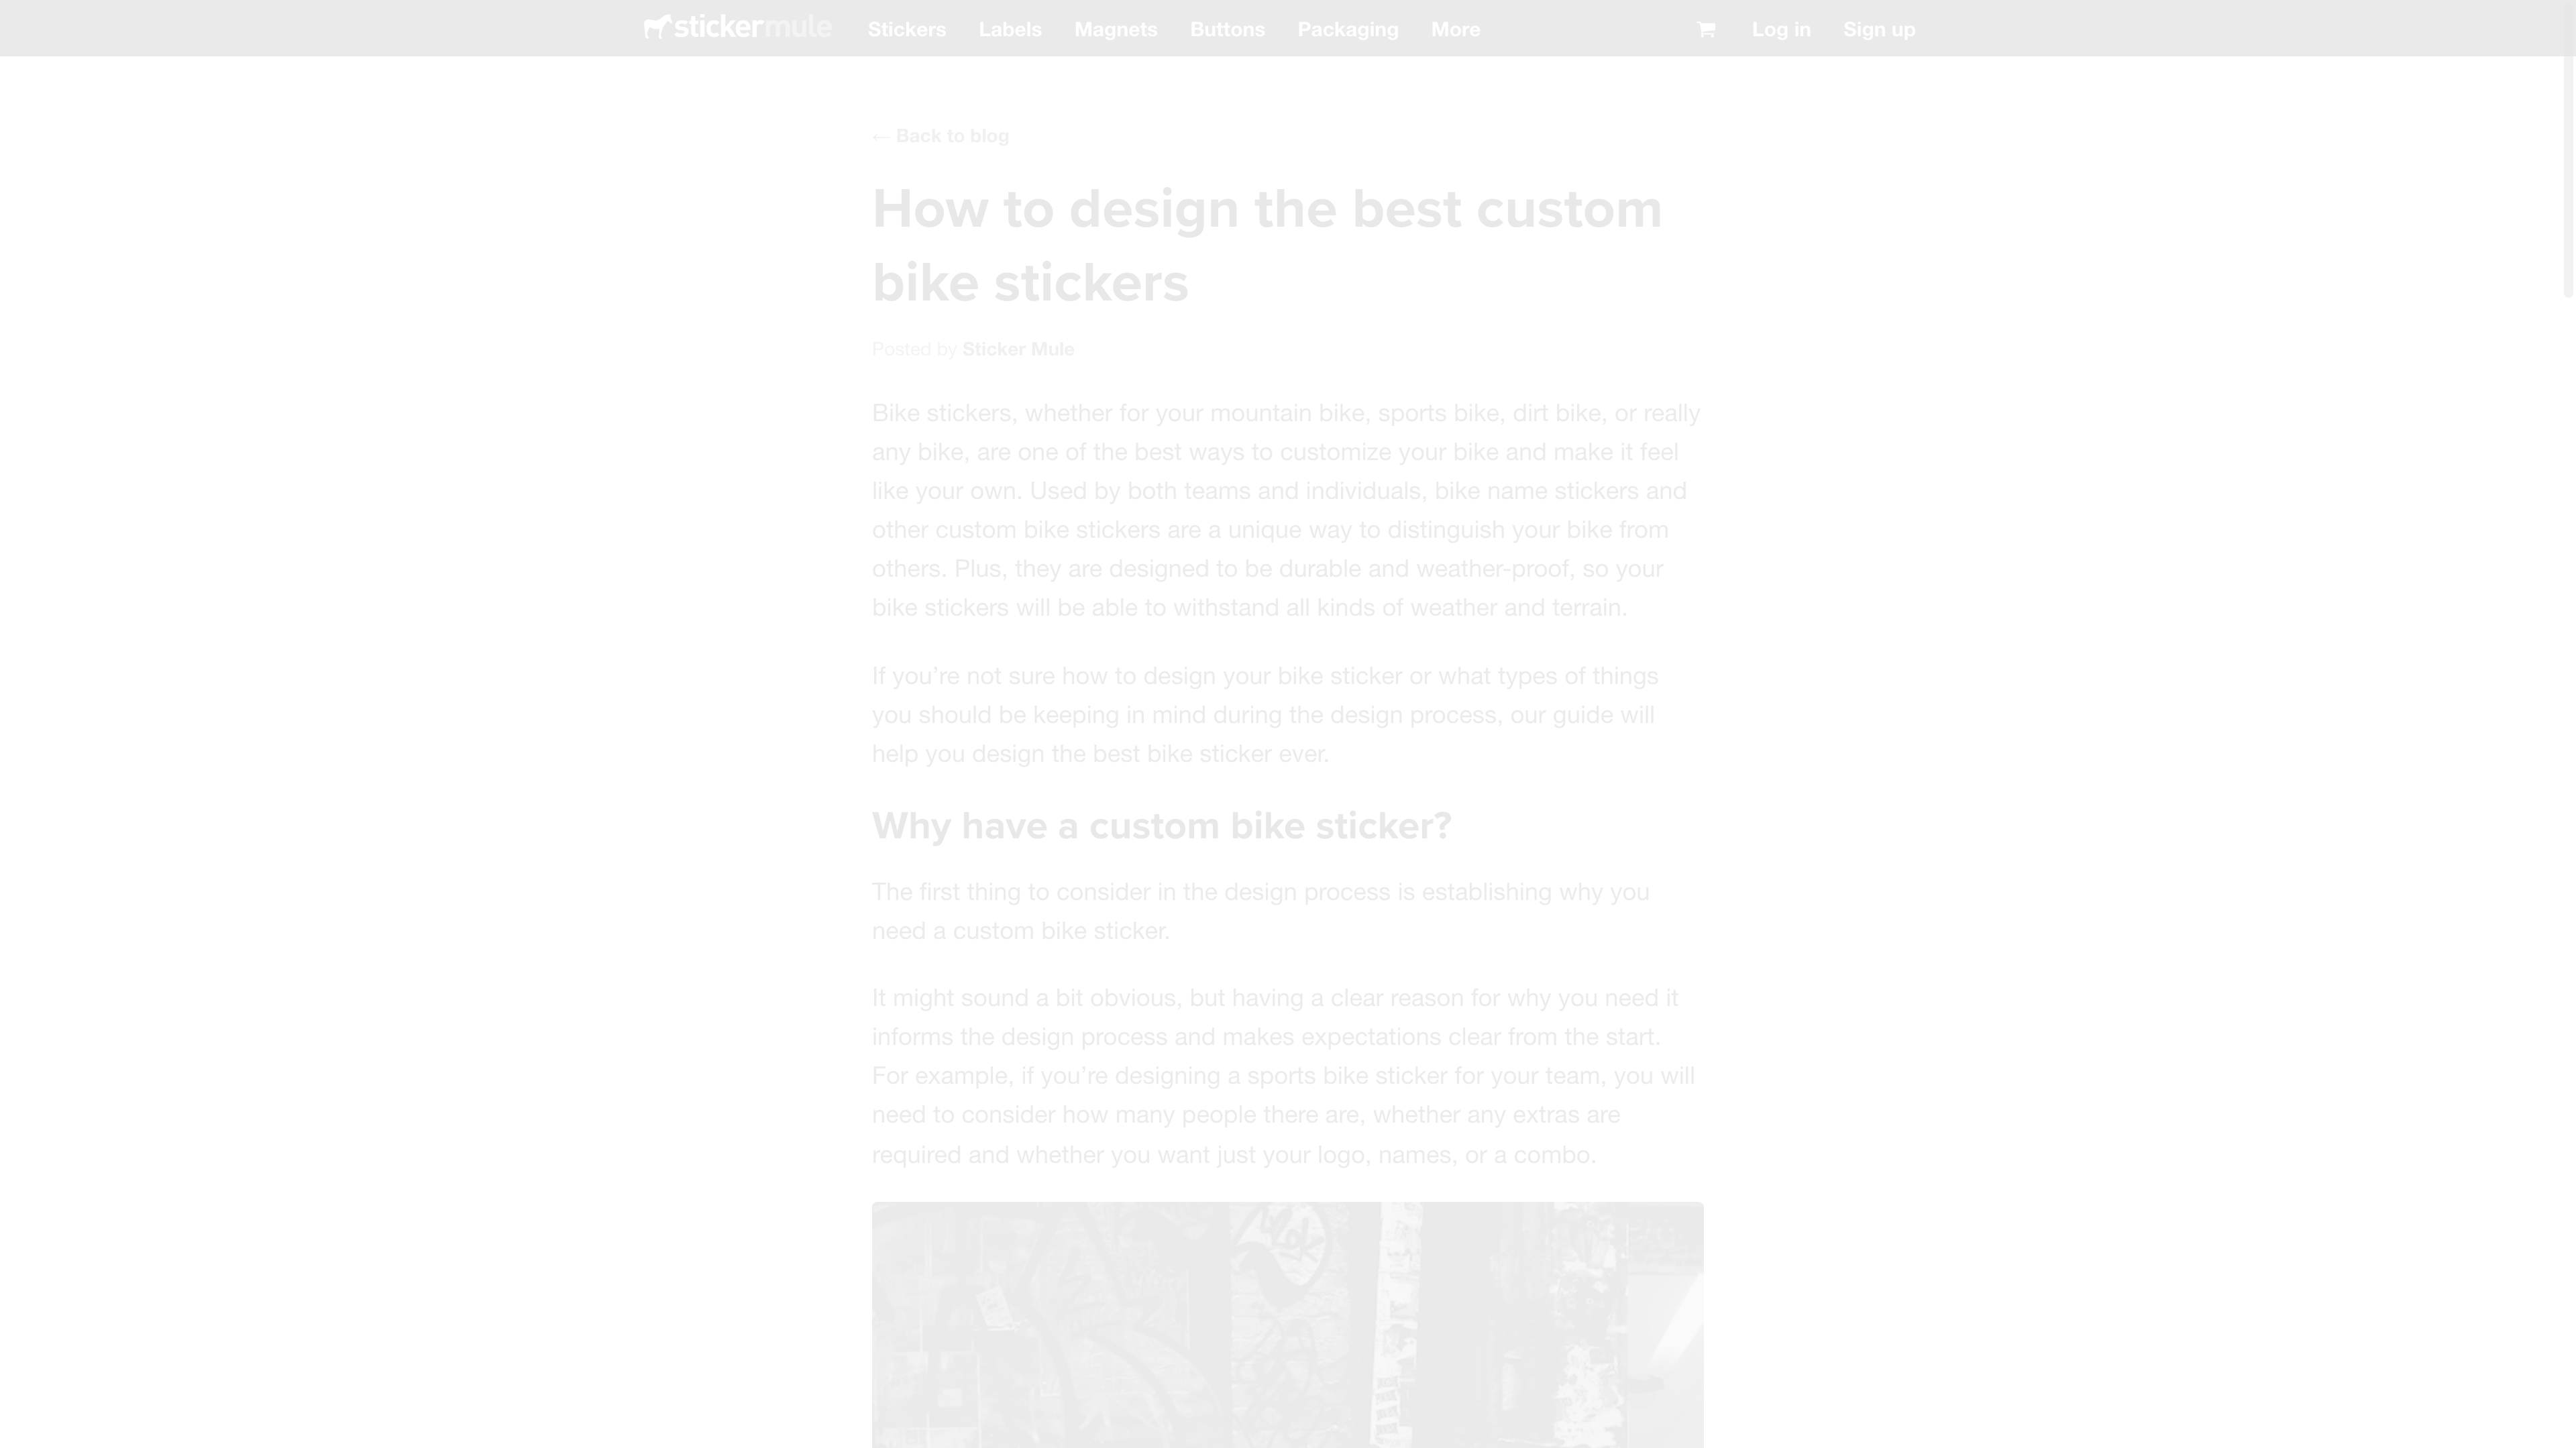 stickermule Stickers Labels Magnets Buttons Packaging More Log in Sign up
← Back to blog
How to design the best custom
bike stickers
Posted by Sticker Mule
Bike stickers, whether for your mountain bike, sports bike, dirt bike, or really
any bike, are one of the best ways to customize your bike and make it feel
like your own. Used by both teams and individuals, bike name stickers and
other custom bike stickers are a unique way to distinguish your bike from
others. Plus, they are designed to be durable and weather-proof, so your
bike stickers will be able to withstand all kinds of weather and terrain.
If you’re not sure how to design your bike sticker or what types of things
you should be keeping in mind during the design process, our guide will
help you design the best bike sticker ever.
Why have a custom bike sticker?
The first thing to consider in the design process is establishing why you
need a custom bike sticker.
It might sound a bit obvious, but having a clear reason for why you need it
informs the design process and makes expectations clear from the start.
For example, if you’re designing a sports bike sticker for your team, you will
need to consider how many people there are, whether any extras are
required and whether you want just your logo, names, or a combo.